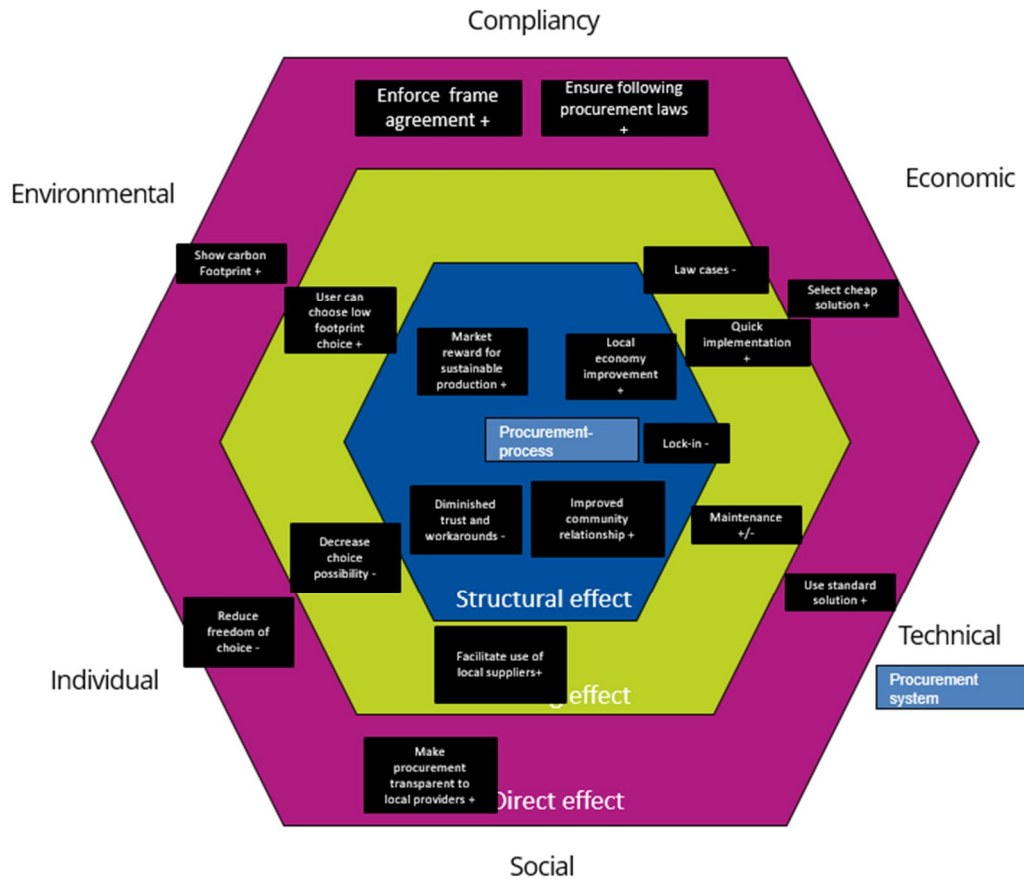 Compliancy
Enforce frame
agreement +
Ensure following
procurement laws
+
Environmental
Economic
Show carbon
Footprint +
Law cases -
Select cheap
solution +
User can
choose low
footprint
choice +
Quick
implementation
+
Market
reward for
sustainable
production +
Local
economy
improvement
+
Procurement-
process
Lock-in -
Diminished
trust and
workarounds -
Improved
community
relationship +
Maintenance
+/-
Decrease
choice
possibility -
Use standard
solution +
Structural effect
Reduce
freedom of
choice -
Technical
Individual
Facilitate use of
local suppliers+
Procurement
system
effect
Make
procurement
transparent to
local providers +
Direct effect
Social